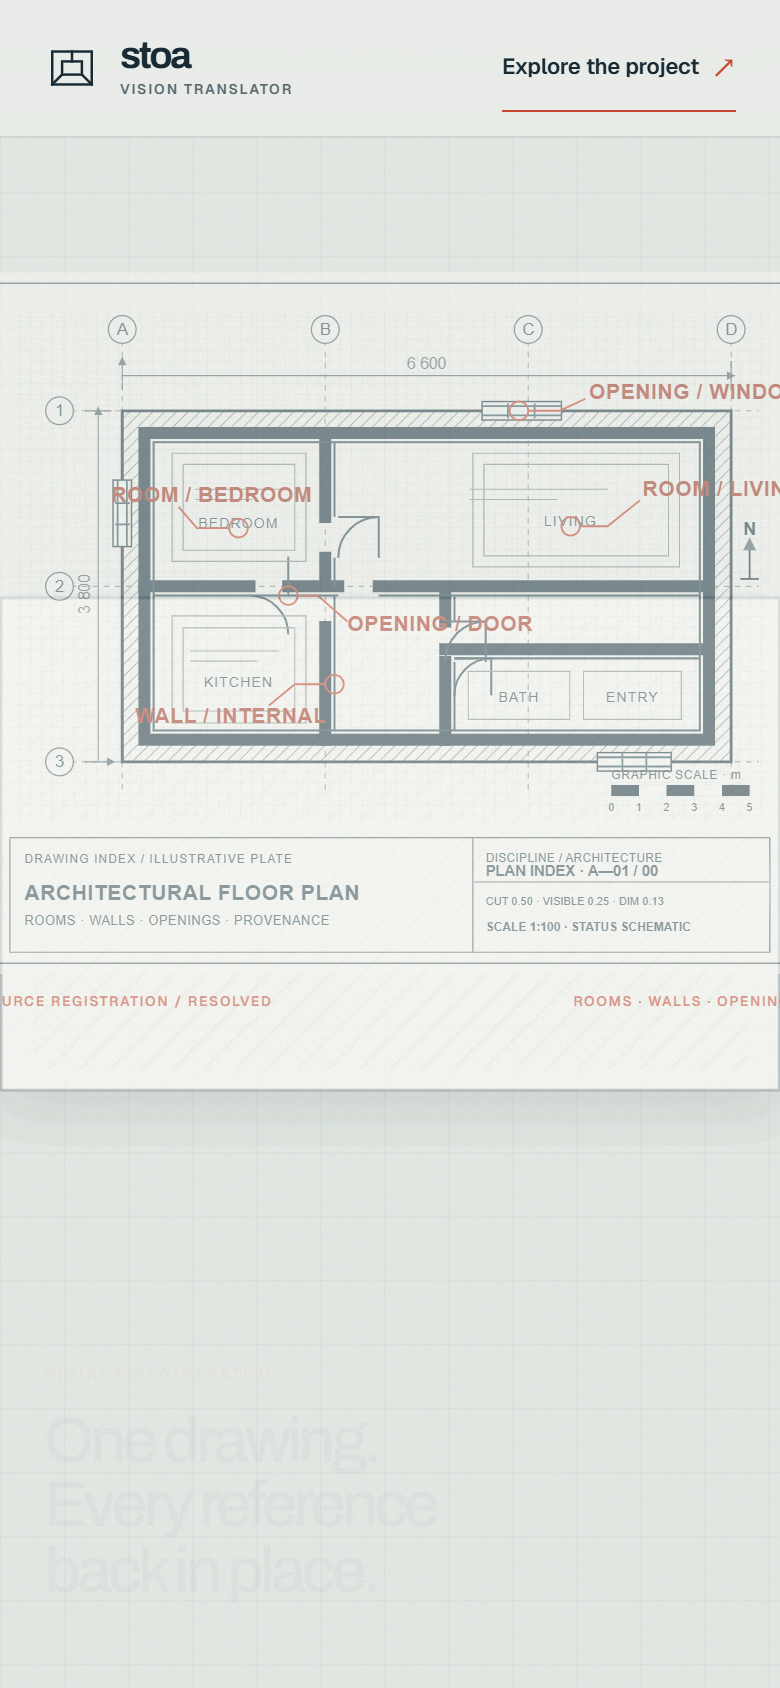 stoa
VISION TRANSLATOR
Explore the project ↗
A B C D
6 600
OPENING / WINDO
1
ROOM / LIVIN
ROOM / BEDROOM
BEDROOM
LIVING
N
2
3 800
OPENING / DOOR
KITCHEN
BATH
ENTRY
WALL / INTERNAL
3
GRAPHIC SCALE · m
0 1 2 3 4 5
DRAWING INDEX / ILLUSTRATIVE PLATE
ARCHITECTURAL FLOOR PLAN
ROOMS · WALLS · OPENINGS · PROVENANCE
DISCIPLINE / ARCHITECTURE
PLAN INDEX · A—01 / 00
CUT 0.50 · VISIBLE 0.25 · DIM 0.13
SCALE 1:100 · STATUS SCHEMATIC
URCE REGISTRATION / RESOLVED
ROOMS · WALLS · OPENIN
SOURCE REGISTRATION
One drawing.
Every reference
back in place.